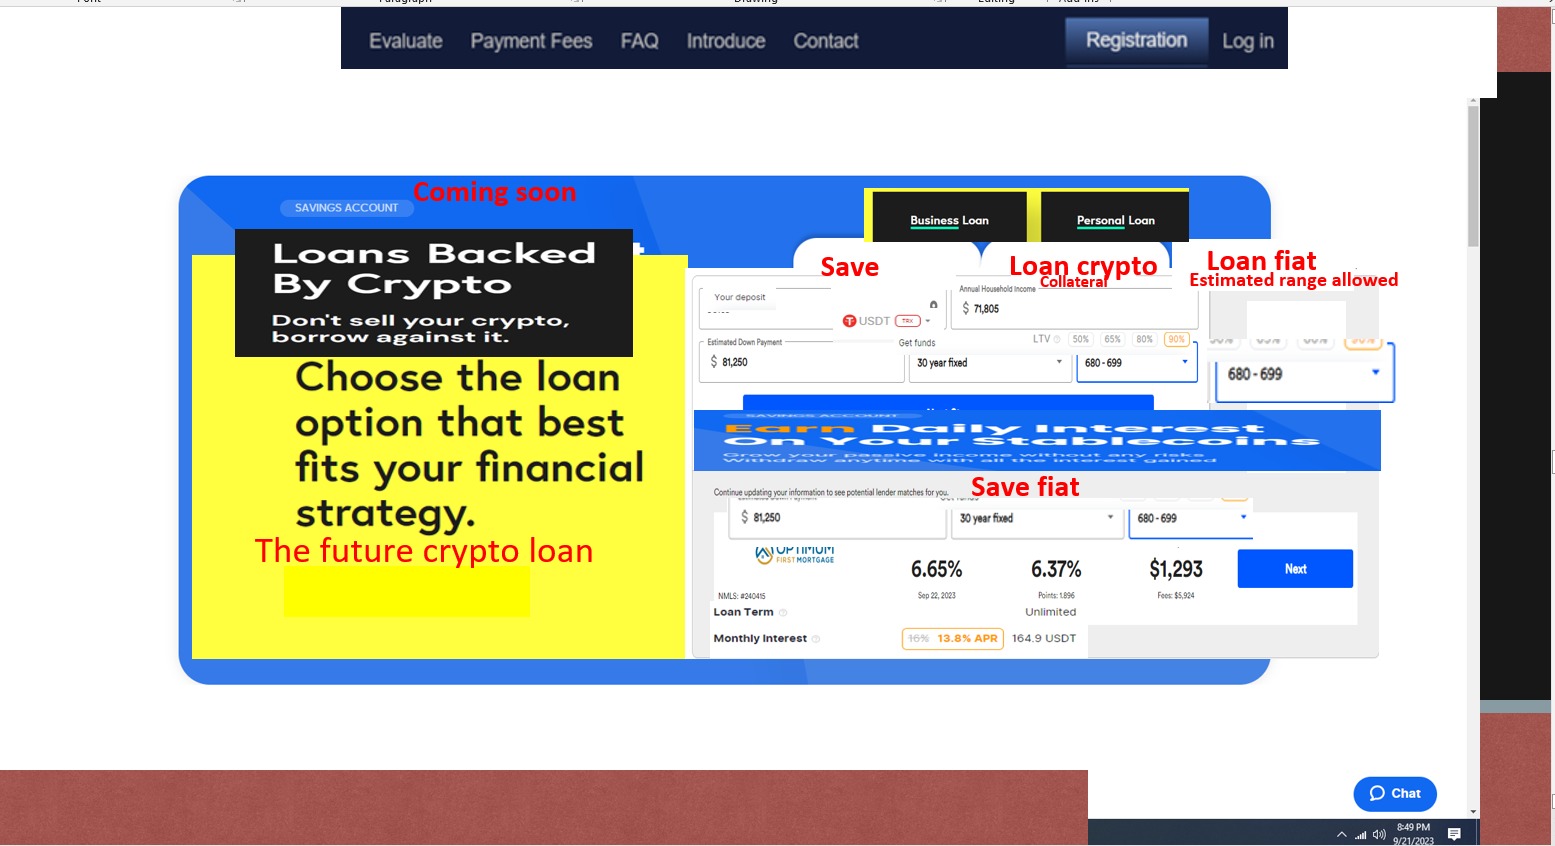 Font Paragraph Drawing Editing Add-ins
Evaluate Payment Fees FAQ Introduce Contact Registration Log in
Coming soon
SAVINGS ACCOUNT
Loans Backed
By Crypto
Don't sell your crypto,
borrow against it.
Choose the loan
option that best
fits your financial
strategy.
The future crypto loan
Business Loan Personal Loan
Save Loan crypto Loan fiat
Collateral Estimated range allowed
Your deposit
Annual Household Income
$ 71,805
USDT TRX
LTV 50% 65% 80% 90%
Estimated Down Payment Get funds
$ 81,250 30 year fixed 680 - 699
680 - 699
SAVINGS ACCOUNT
Earn Daily Interest
On Your Stablecoins
Grow your passive income without any risks
Withdraw anytime with all the interest gained
Save fiat
Continue updating your information to see potential lender matches for you.
$ 81,250 30 year fixed 680 - 699
OPTIMUM
FIRST MORTGAGE
6.65% 6.37% $1,293 Next
NMLS: #240415 Sep 22, 2023 Points: 1.896 Fees: $5,924
Loan Term Unlimited
Monthly Interest 16% 13.8% APR 164.9 USDT
Chat
8:49 PM
9/21/2023